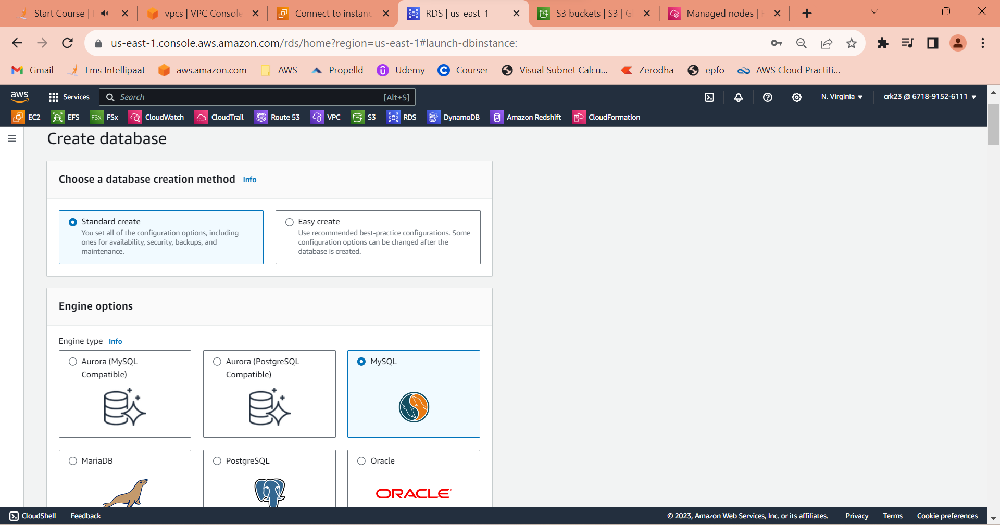 Start Course |
vpcs | VPC Console
Connect to instanc
RDS | us-east-1
S3 buckets | S3 | Gl
Managed nodes |
us-east-1.console.aws.amazon.com/rds/home?region=us-east-1#launch-dbinstance:
Gmail
Lms Intellipaat
aws.amazon.com
AWS
Propelld
Udemy
Courser
Visual Subnet Calcu...
Zerodha
epfo
AWS Cloud Practiti...
aws
Services
Search
[Alt+S]
N. Virginia
crk23 @ 6718-9152-6111
EC2
EFS
FSx
FSx
CloudWatch
CloudTrail
Route 53
VPC
S3
RDS
DynamoDB
Amazon Redshift
CloudFormation
Create database
Choose a database creation method Info
Standard create
You set all of the configuration options, including
ones for availability, security, backups, and
maintenance.
Easy create
Use recommended best-practice configurations. Some
configuration options can be changed after the
database is created.
Engine options
Engine type Info
Aurora (MySQL
Compatible)
Aurora (PostgreSQL
Compatible)
MySQL
MariaDB
PostgreSQL
Oracle
ORACLE
CloudShell
Feedback
© 2023, Amazon Web Services, Inc. or its affiliates.
Privacy
Terms
Cookie preferences